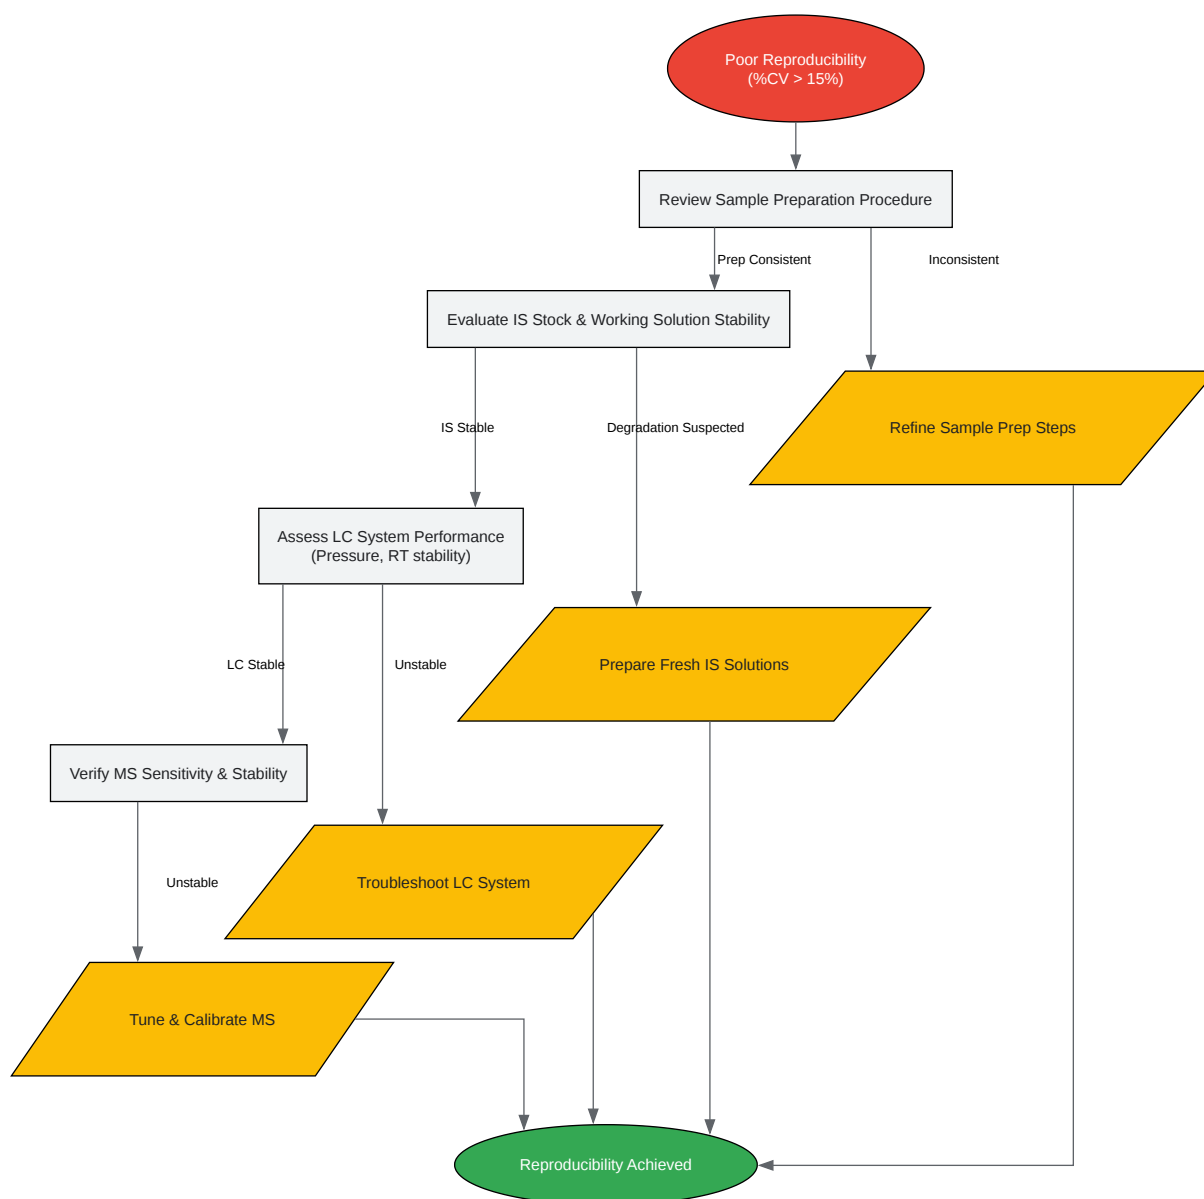 Poor Reproducibility
(%CV > 15%)
Review Sample Preparation Procedure
Prep Consistent
Inconsistent
Evaluate IS Stock & Working Solution Stability
IS Stable
Degradation Suspected
Refine Sample Prep Steps
Assess LC System Performance
(Pressure, RT stability)
LC Stable
Unstable
Prepare Fresh IS Solutions
Verify MS Sensitivity & Stability
Unstable
Troubleshoot LC System
Tune & Calibrate MS
Reproducibility Achieved